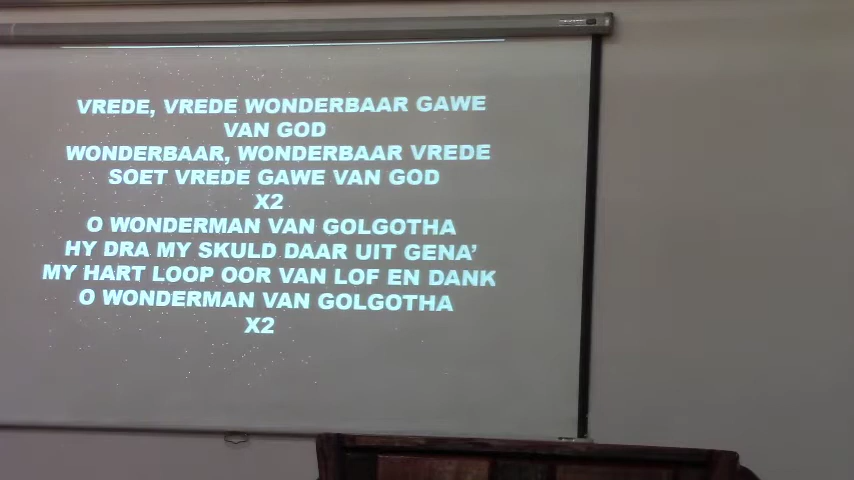 VREDE, VREDE WONDERBAAR GAWE
VAN GOD
WONDERBAAR, WONDERBAAR VREDE
SOET VREDE GAWE VAN GOD
X2
O WONDERMAN VAN GOLGOTHA
HY DRA MY SKULD DAAR UIT GENA'
MY HART LOOP OOR VAN LOF EN DANK
O WONDERMAN VAN GOLGOTHA
X2